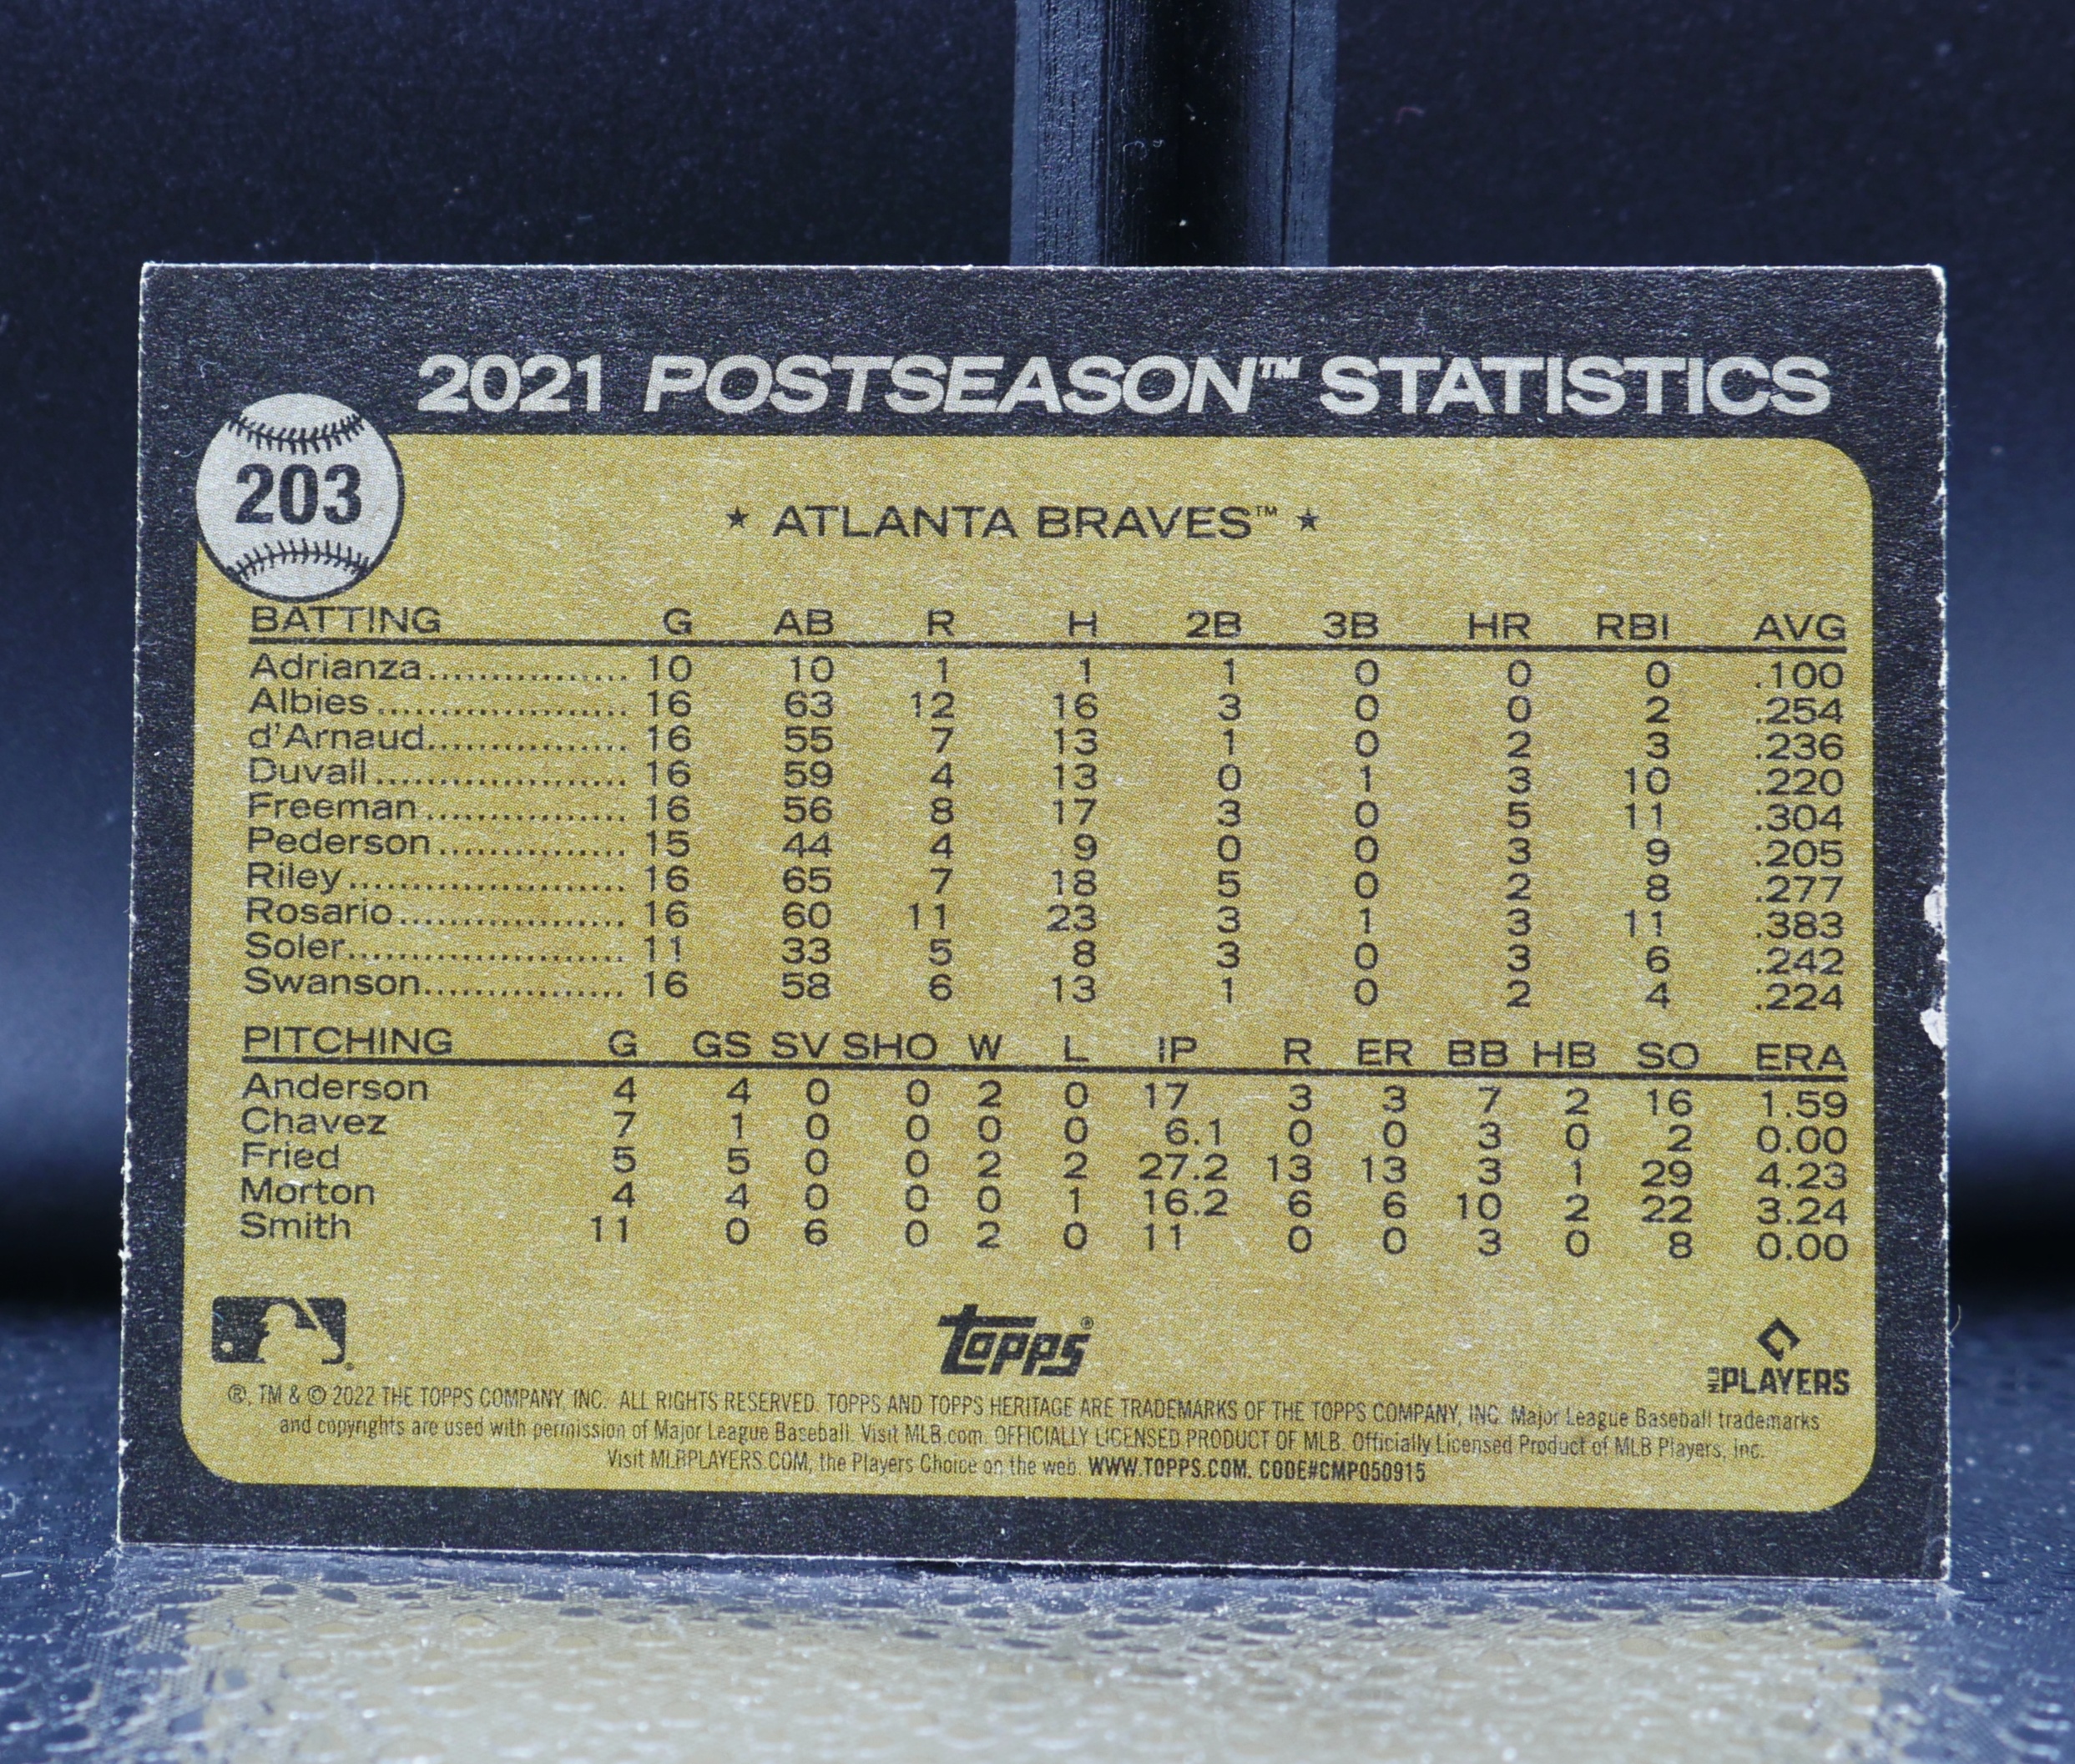 2021 POSTSEASON™ STATISTICS
203
★ ATLANTA BRAVES™ ★
BATTING G AB R H 2B 3B HR RBI AVG
Adrianza................ 10 10 1 1 1 0 0 0 .100
Albies .................... 16 63 12 16 3 0 0 2 .254
d'Arnaud................ 16 55 7 13 1 0 2 3 .236
Duvall .................... 16 59 4 13 0 1 3 10 .220
Freeman ................ 16 56 8 17 3 0 5 11 .304
Pederson ............... 15 44 4 9 0 0 3 9 .205
Riley ...................... 16 65 7 18 5 0 2 8 .277
Rosario .................. 16 60 11 23 3 1 3 11 .383
Soler...................... 11 33 5 8 3 0 3 6 .242
Swanson................ 16 58 6 13 1 0 2 4 .224
PITCHING G GS SV SHO W L IP R ER BB HB SO ERA
Anderson 4 4 0 0 2 0 17 3 3 7 2 16 1.59
Chavez 7 1 0 0 0 0 6.1 0 0 3 0 2 0.00
Fried 5 5 0 0 2 2 27.2 13 13 3 1 29 4.23
Morton 4 4 0 0 0 1 16.2 6 6 10 2 22 3.24
Smith 11 0 6 0 2 0 11 0 0 3 0 8 0.00
topps®
MLB PLAYERS
®, TM & © 2022 THE TOPPS COMPANY, INC. ALL RIGHTS RESERVED. TOPPS AND TOPPS HERITAGE ARE TRADEMARKS OF THE TOPPS COMPANY, INC. Major League Baseball trademarks
and copyrights are used with permission of Major League Baseball. Visit MLB.com. OFFICIALLY LICENSED PRODUCT OF MLB. Officially Licensed Product of MLB Players, Inc.
Visit MLBPLAYERS.COM, the Players Choice on the web. WWW.TOPPS.COM. CODE#CMP050915